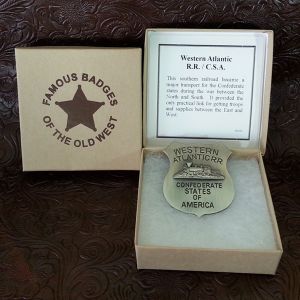 FAMOUS BADGES
OF THE OLD WEST
Western Atlantic
R.R. / C.S.A.
This southern railroad became a
major transport for the Confederate
states during the war between the
North and South. It provided the
only practical link for getting troops
and supplies between the East and
West.
WESTERN
ATLANTIC RR
CONFEDERATE
STATES
OF
AMERICA